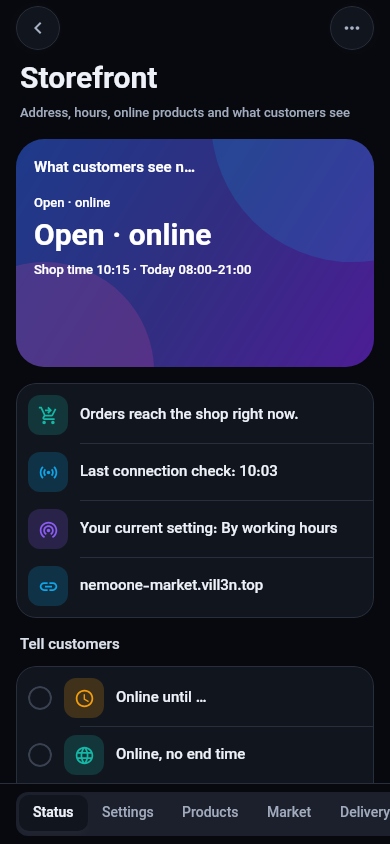 Storefront
Address, hours, online products and what customers see
What customers see n…
Open · online
Open · online
Shop time 10:15 · Today 08:00–21:00
Orders reach the shop right now.
Last connection check: 10:03
Your current setting: By working hours
nemoone-market.vill3n.top
Tell customers
Online until …
Online, no end time
Status Settings Products Market Delivery